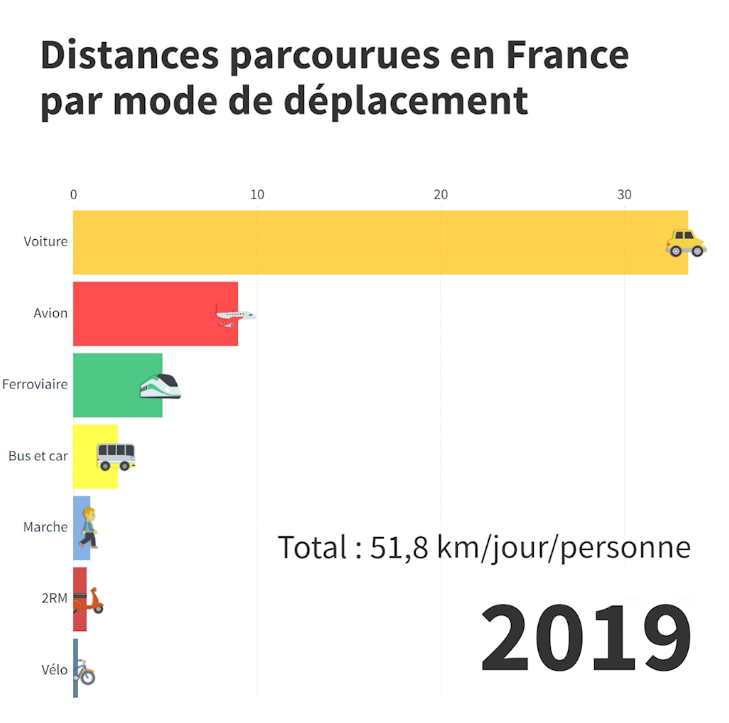 Distances parcourues en France
par mode de déplacement
0 10 20 30
Voiture
Avion
Ferroviaire
Bus et car
Marche
Total : 51,8 km/jour/personne
2RM
2019
Vélo